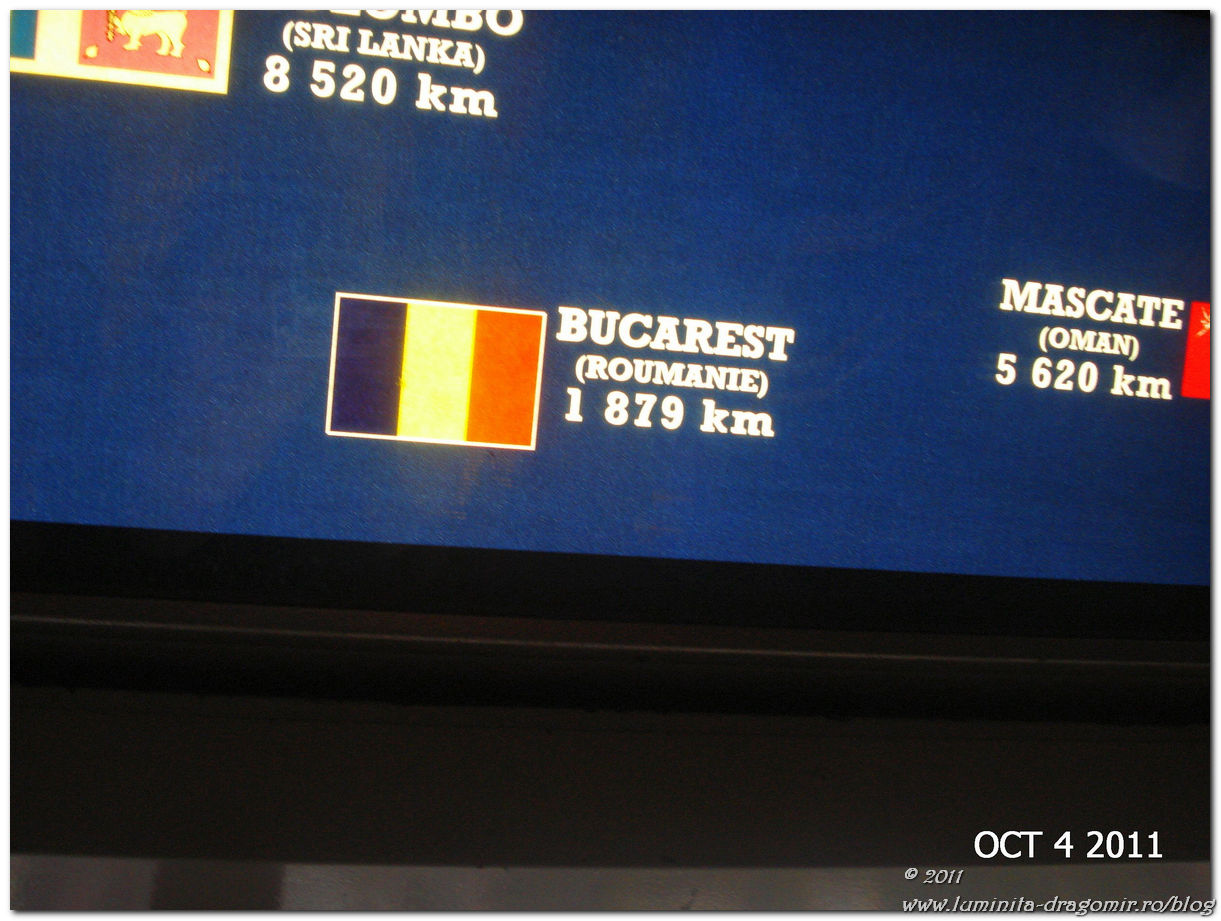 (SRI LANKA)
8 520 km
BUCAREST
(ROUMANIE)
1 879 km
MASCATE
(OMAN)
5 620 km
OCT 4 2011
© 2011
www.luminita-dragomir.ro/blog